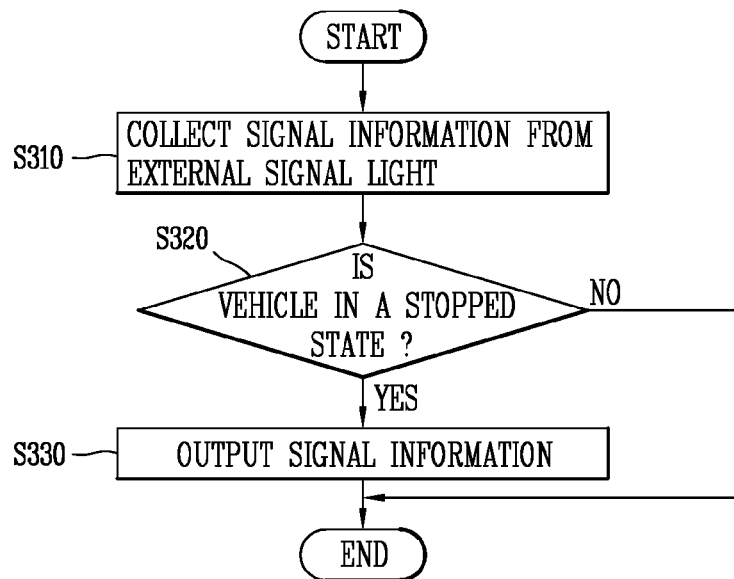 START
S310
COLLECT SIGNAL INFORMATION FROM
EXTERNAL SIGNAL LIGHT
S320
IS
VEHICLE IN A STOPPED
STATE ?
NO
YES
S330
OUTPUT SIGNAL INFORMATION
END